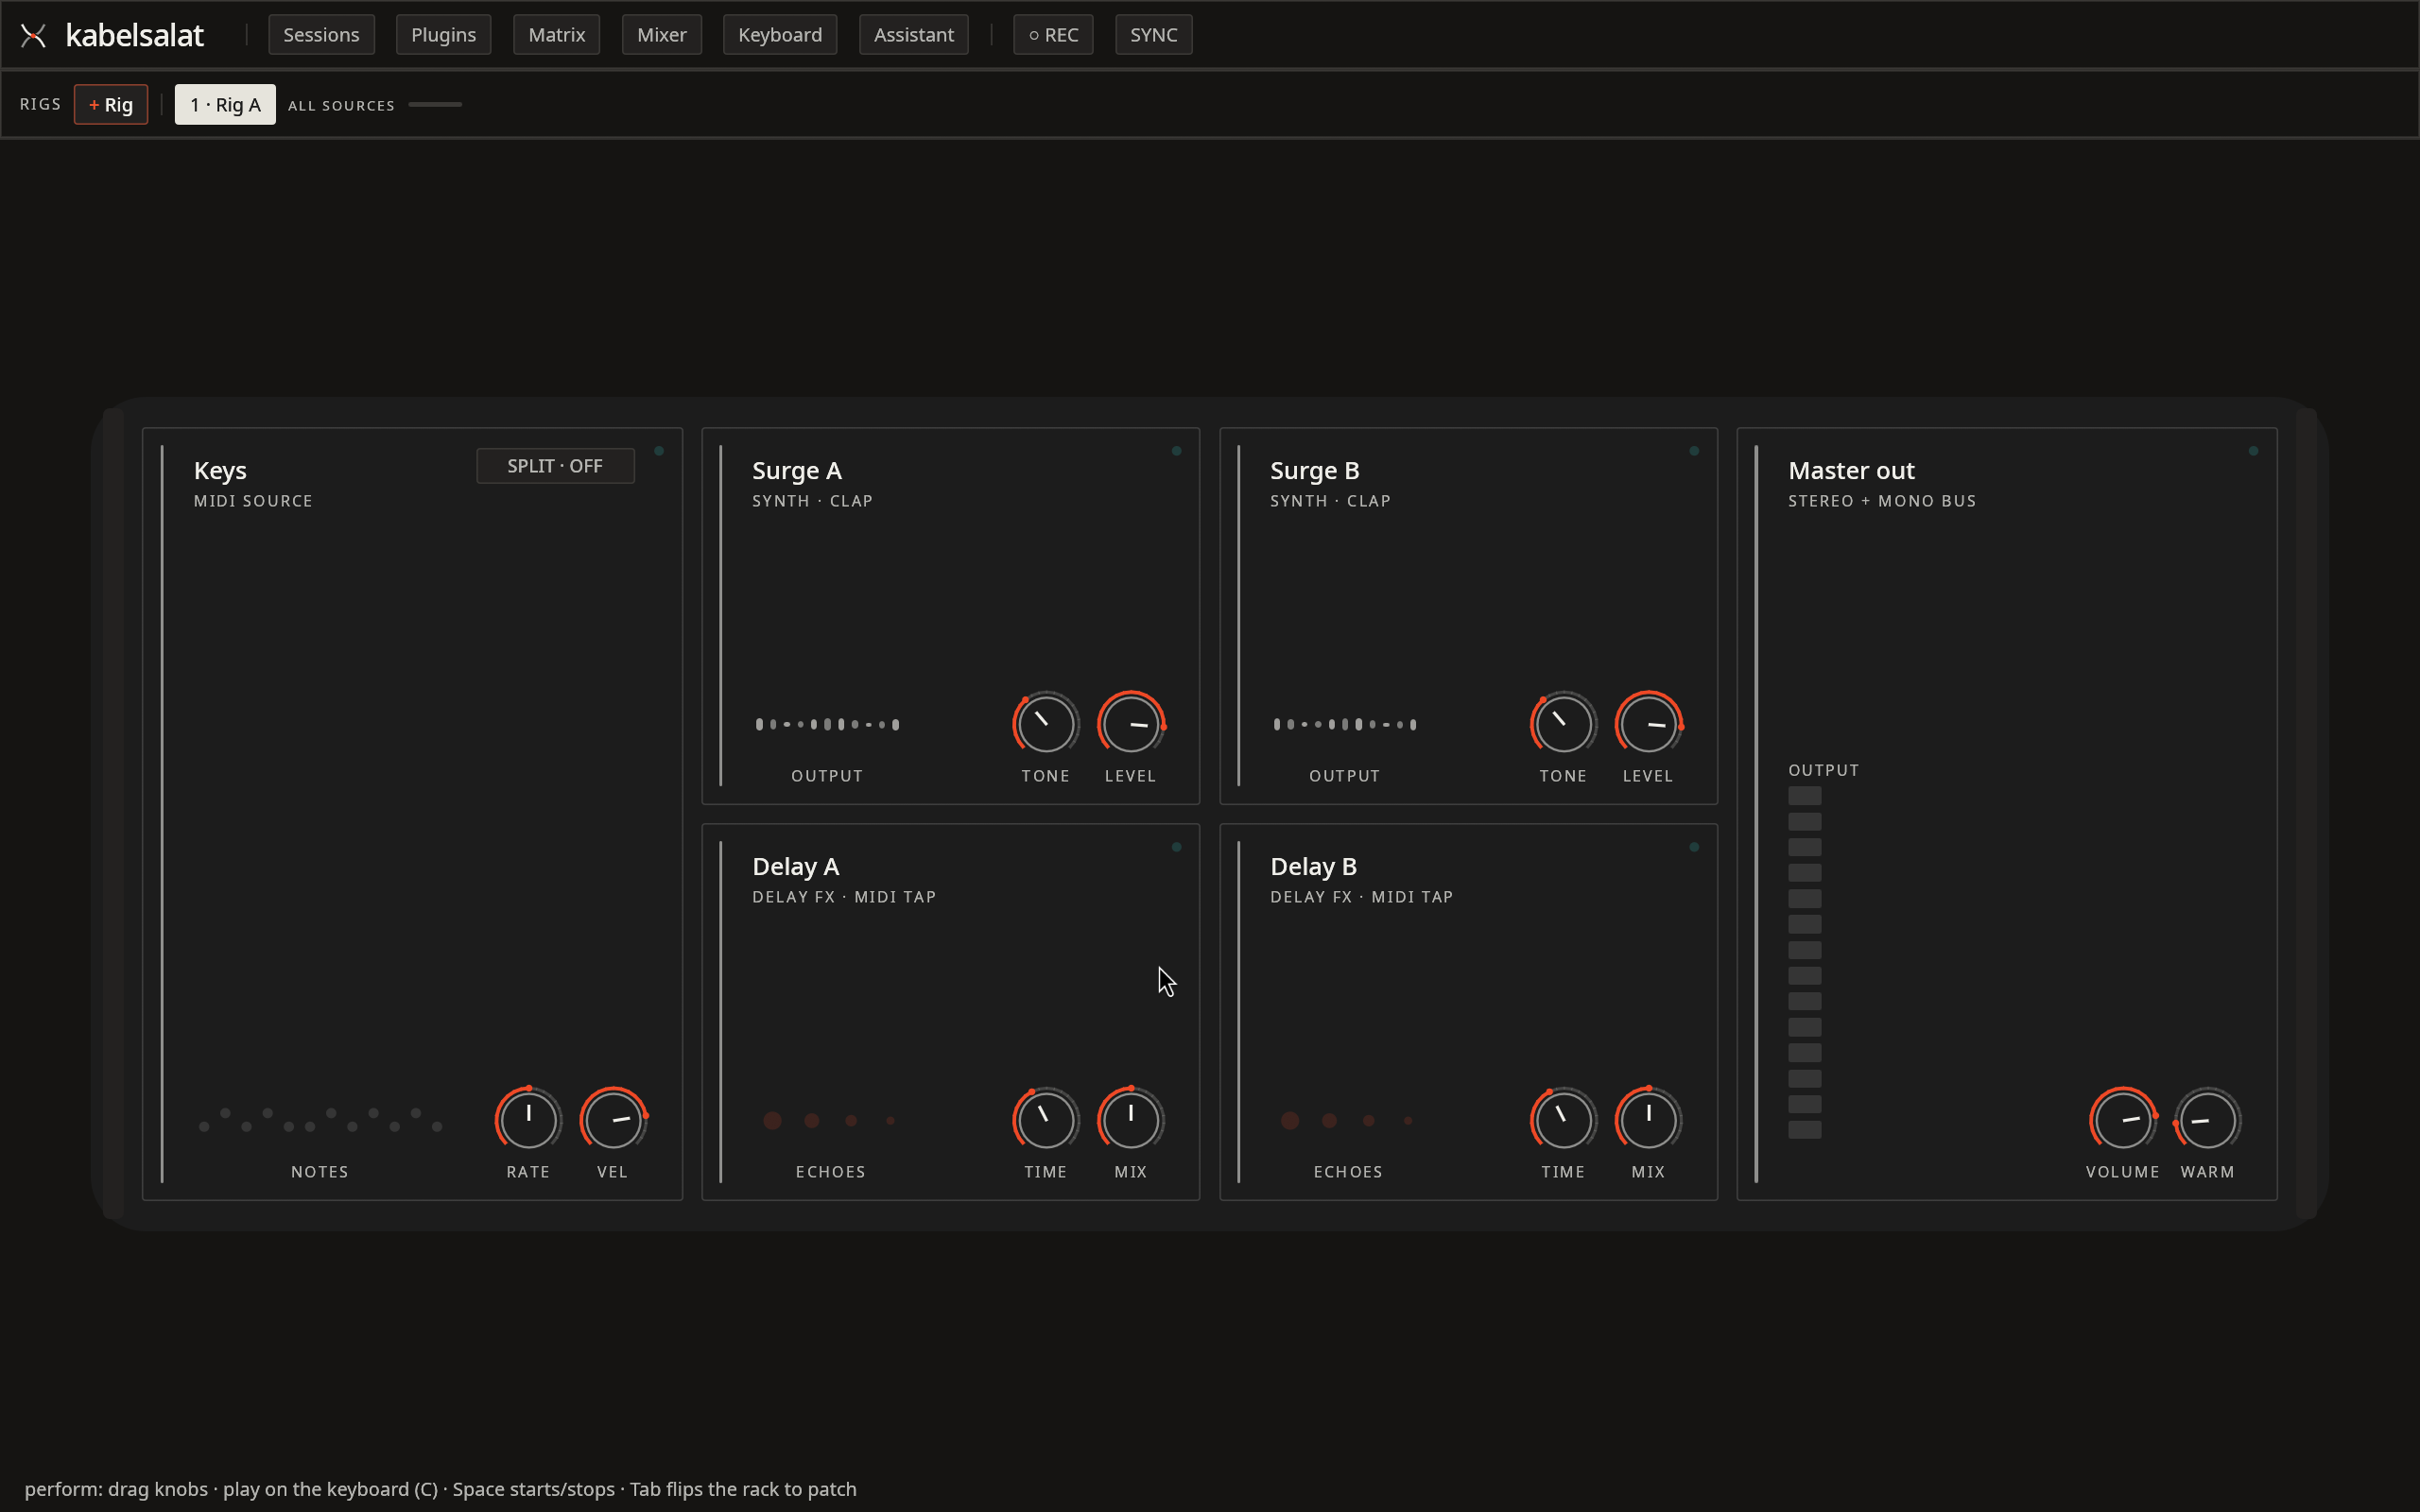 kabelsalat
Sessions
Plugins
Matrix
Mixer
Keyboard
Assistant
○ REC
SYNC
RIGS
+ Rig
1 · Rig A
ALL SOURCES
Keys
SPLIT · OFF
MIDI SOURCE
NOTES
RATE
VEL
Surge A
SYNTH · CLAP
OUTPUT
TONE
LEVEL
Surge B
SYNTH · CLAP
OUTPUT
TONE
LEVEL
Delay A
DELAY FX · MIDI TAP
ECHOES
TIME
MIX
Delay B
DELAY FX · MIDI TAP
ECHOES
TIME
MIX
Master out
STEREO + MONO BUS
OUTPUT
VOLUME
WARM
perform: drag knobs · play on the keyboard (C) · Space starts/stops · Tab flips the rack to patch